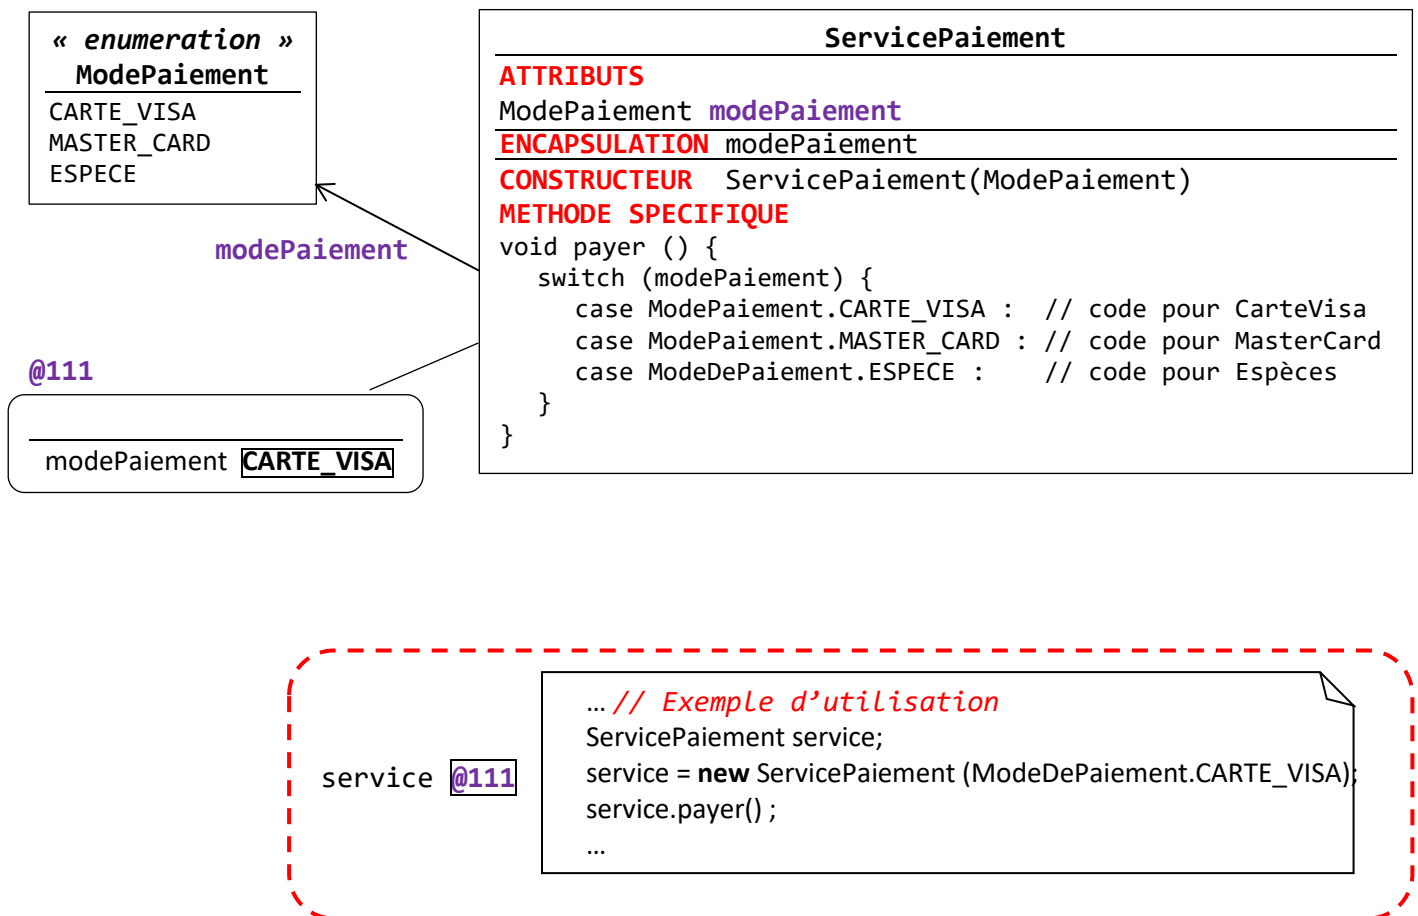 « enumeration »
ModePaiement
CARTE_VISA
MASTER_CARD
ESPECE
modePaiement
ServicePaiement
ATTRIBUTS
ModePaiement modePaiement
ENCAPSULATION modePaiement
CONSTRUCTEUR ServicePaiement(ModePaiement)
METHODE SPECIFIQUE
void payer () {
switch (modePaiement) {
case ModePaiement.CARTE_VISA : // code pour CarteVisa
case ModePaiement.MASTER_CARD : // code pour MasterCard
case ModeDePaiement.ESPECE : // code pour Espèces
}
}
@111
modePaiement CARTE_VISA
service @111
… // Exemple d’utilisation
ServicePaiement service;
service = new ServicePaiement (ModeDePaiement.CARTE_VISA);
service.payer() ;
…